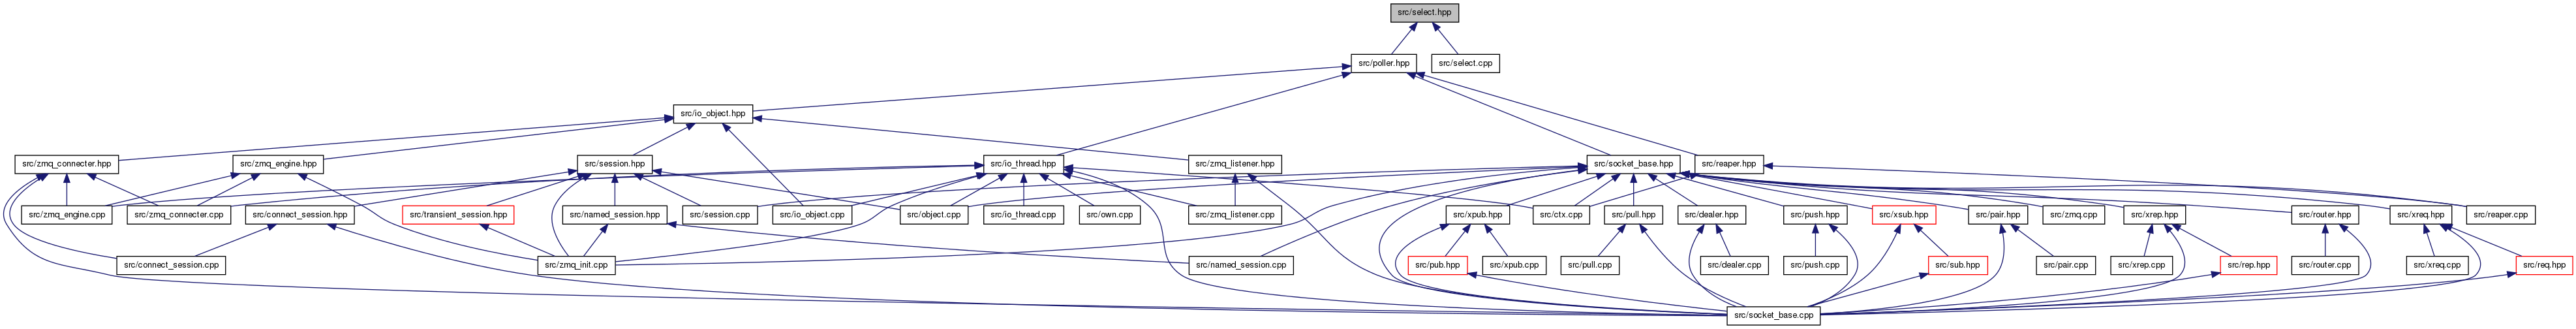 src/select.hpp
src/poller.hpp
src/select.cpp
src/io_object.hpp
src/zmq_connecter.hpp
src/zmq_engine.hpp
src/session.hpp
src/io_thread.hpp
src/zmq_listener.hpp
src/socket_base.hpp
src/reaper.hpp
src/zmq_engine.cpp
src/zmq_connecter.cpp
src/connect_session.hpp
src/transient_session.hpp
src/named_session.hpp
src/session.cpp
src/io_object.cpp
src/object.cpp
src/io_thread.cpp
src/own.cpp
src/zmq_listener.cpp
src/ctx.cpp
src/xpub.hpp
src/pull.hpp
src/dealer.hpp
src/push.hpp
src/xsub.hpp
src/pair.hpp
src/zmq.cpp
src/xrep.hpp
src/router.hpp
src/xreq.hpp
src/reaper.cpp
src/connect_session.cpp
src/zmq_init.cpp
src/named_session.cpp
src/pub.hpp
src/xpub.cpp
src/pull.cpp
src/dealer.cpp
src/push.cpp
src/sub.hpp
src/pair.cpp
src/xrep.cpp
src/rep.hpp
src/router.cpp
src/xreq.cpp
src/req.hpp
src/socket_base.cpp